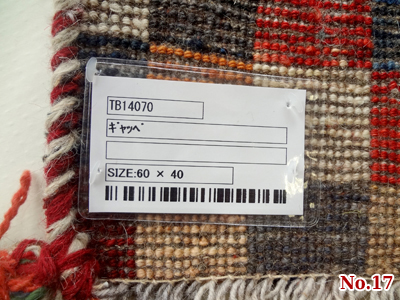 TB14070
ｷﾞｬｯﾍﾞ
SIZE:60 × 40
No.17